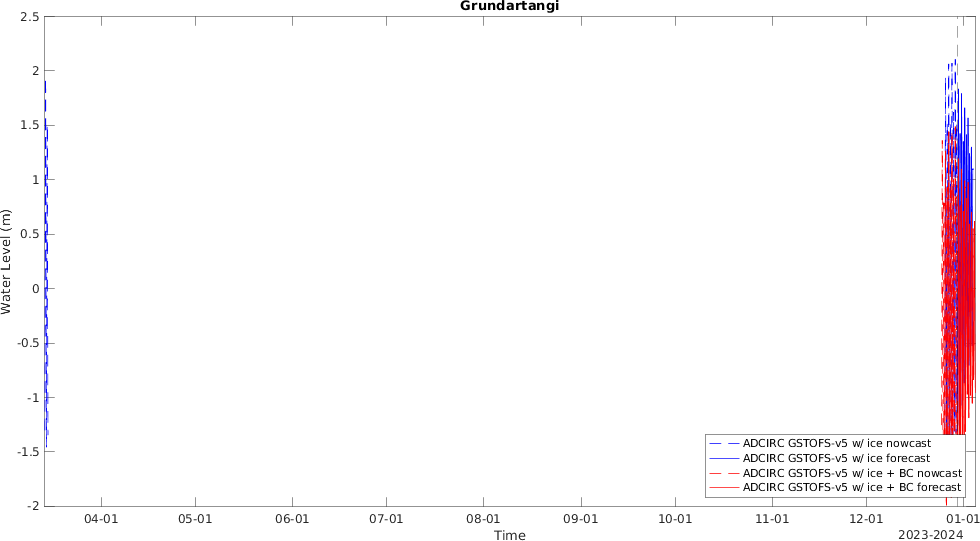 Grundartangi
2.5
2
1.5
1
0.5
0
-0.5
-1
-1.5
-2
Water Level (m)
ADCIRC GSTOFS-v5 w/ ice nowcast
ADCIRC GSTOFS-v5 w/ ice forecast
ADCIRC GSTOFS-v5 w/ ice + BC nowcast
ADCIRC GSTOFS-v5 w/ ice + BC forecast
04-01 05-01 06-01 07-01 08-01 09-01 10-01 11-01 12-01 01-01
Time
2023-2024